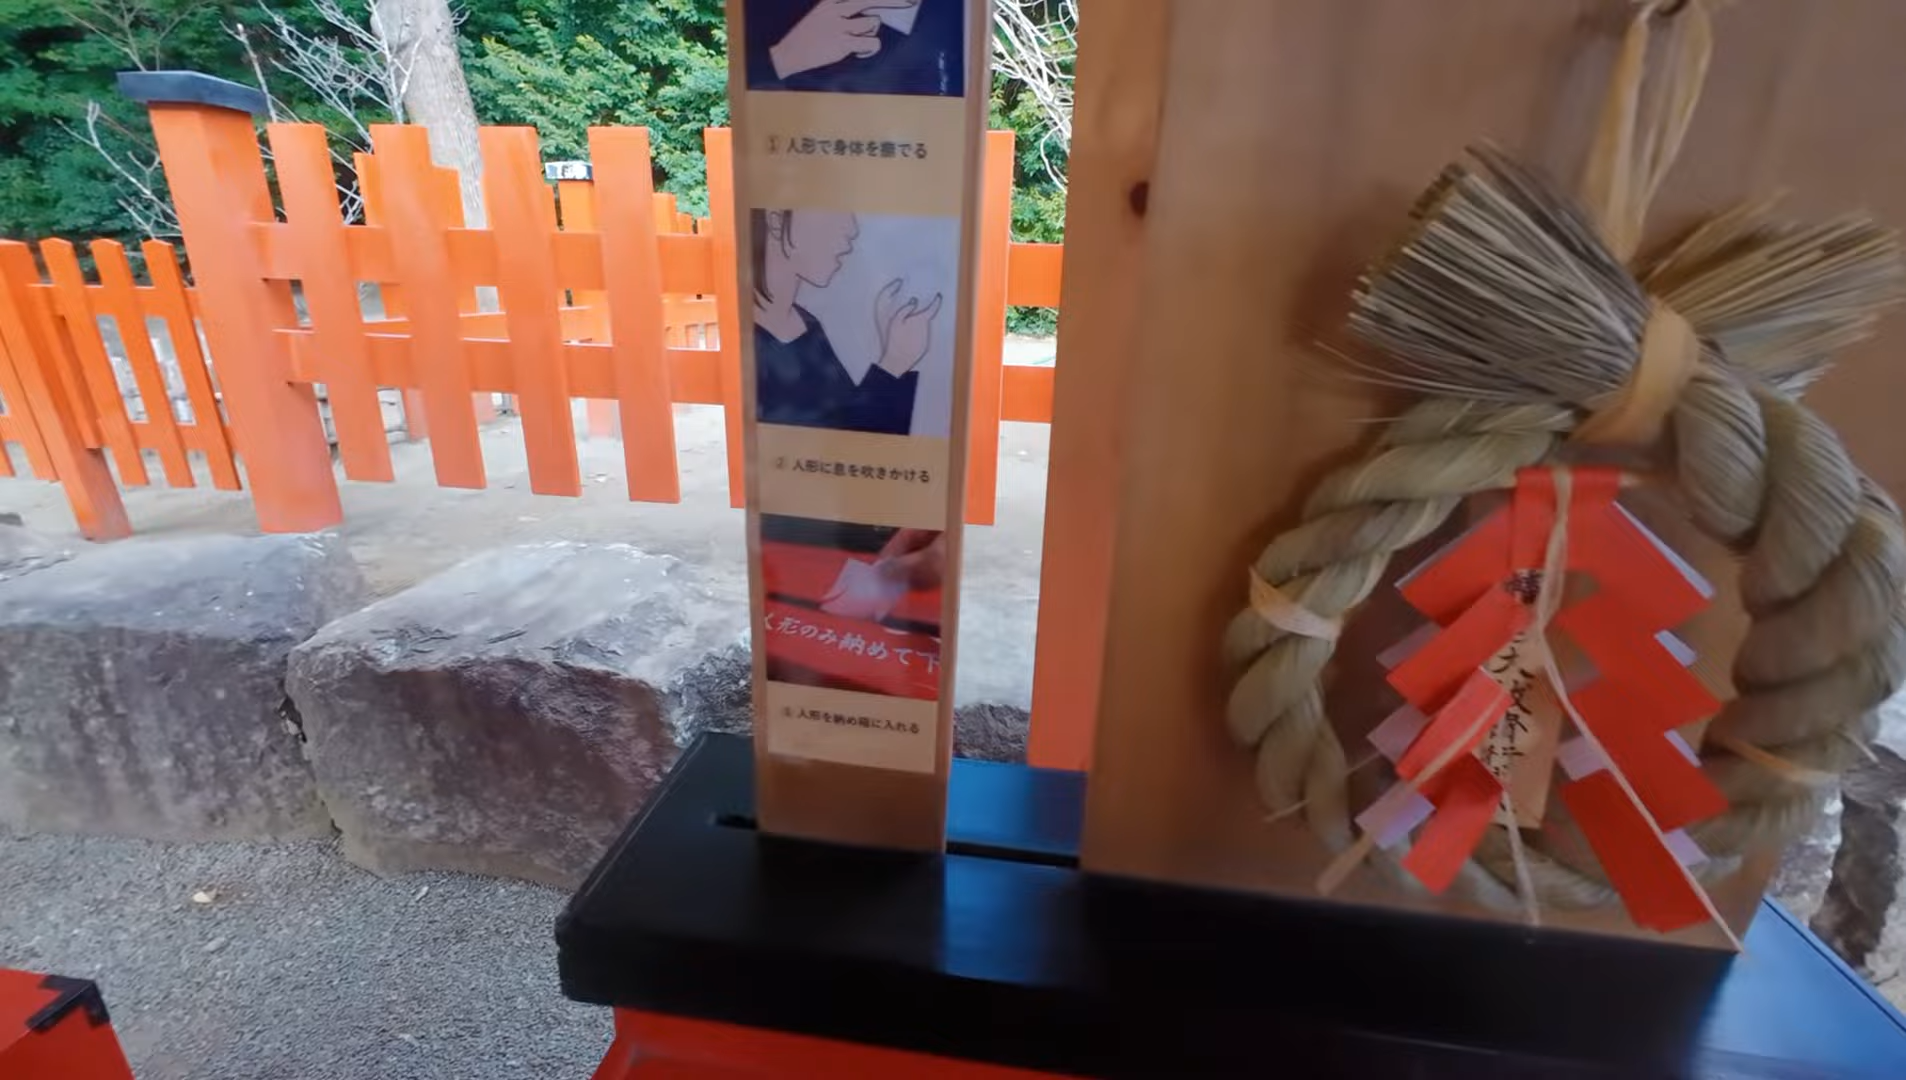 ① 人形で身体を撫でる
② 人形に息を吹きかける
人形のみ納めて下
③ 人形を納め箱に入れる